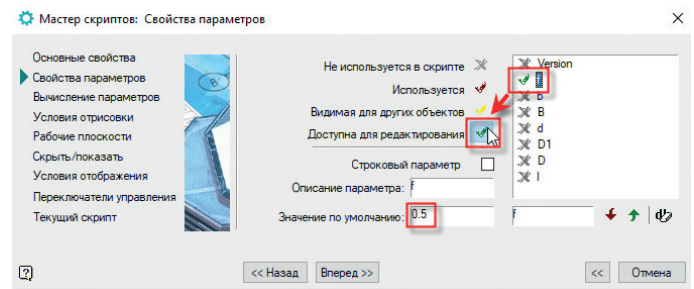 Мастер скриптов: Свойства параметров
Основные свойства
Свойства параметров
Вычисление параметров
Условия отрисовки
Рабочие плоскости
Скрыть/показать
Условия отображения
Переключатели управления
Текущий скрипт
Не используется в скрипте
Используется
Видимая для других объектов
Доступна для редактирования
Строковый параметр
Описание параметра: f
Значение по умолчанию: 0.5
f
Version
b
B
d
D1
D
l
<< Назад
Вперед >>
<<
Отмена